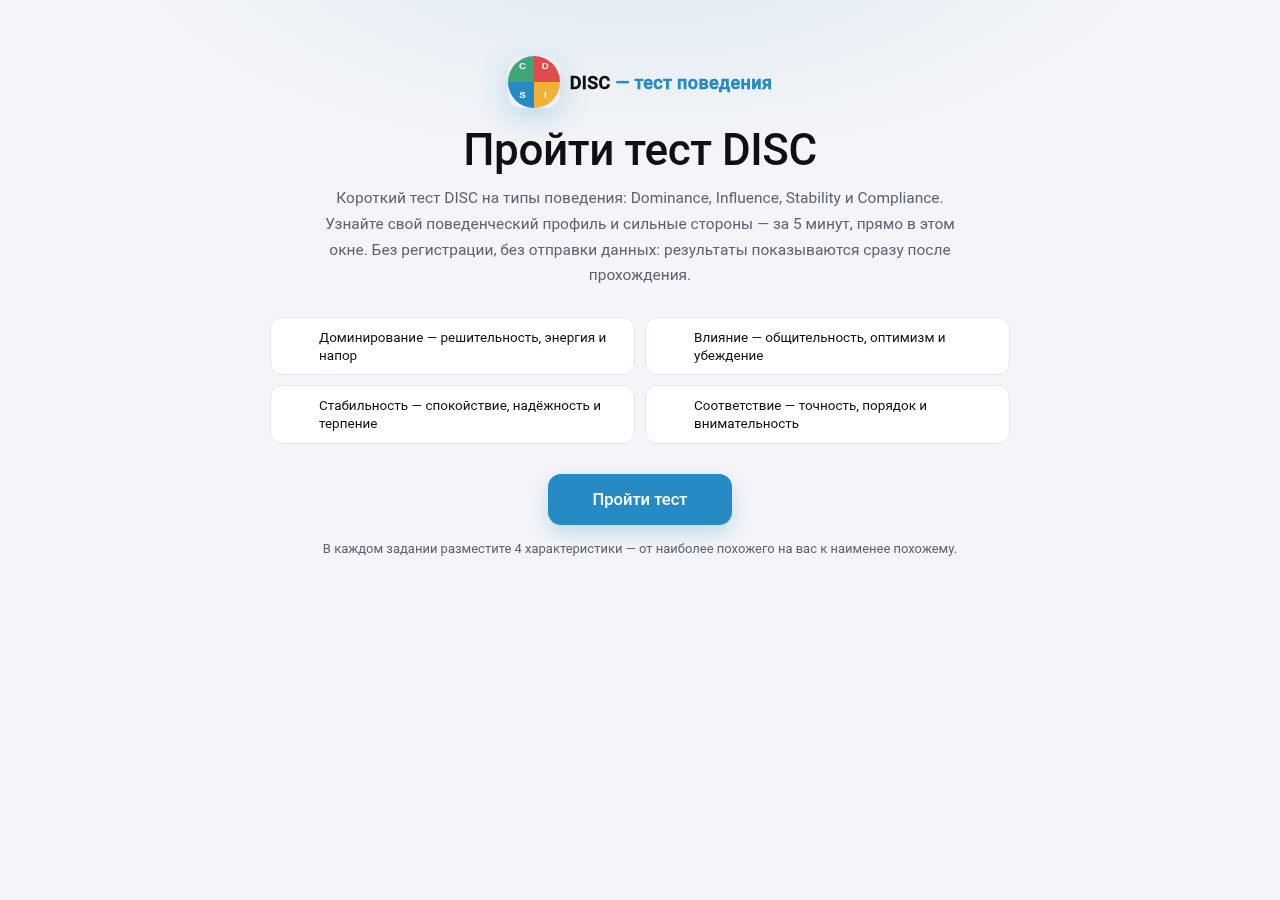 C D
S I
DISC — тест поведения
Пройти тест DISC
Короткий тест DISC на типы поведения: Dominance, Influence, Stability и Compliance.
Узнайте свой поведенческий профиль и сильные стороны — за 5 минут, прямо в этом
окне. Без регистрации, без отправки данных: результаты показываются сразу после
прохождения.
Доминирование — решительность, энергия и
напор
Влияние — общительность, оптимизм и
убеждение
Стабильность — спокойствие, надёжность и
терпение
Соответствие — точность, порядок и
внимательность
Пройти тест
В каждом задании разместите 4 характеристики — от наиболее похожего на вас к наименее похожему.